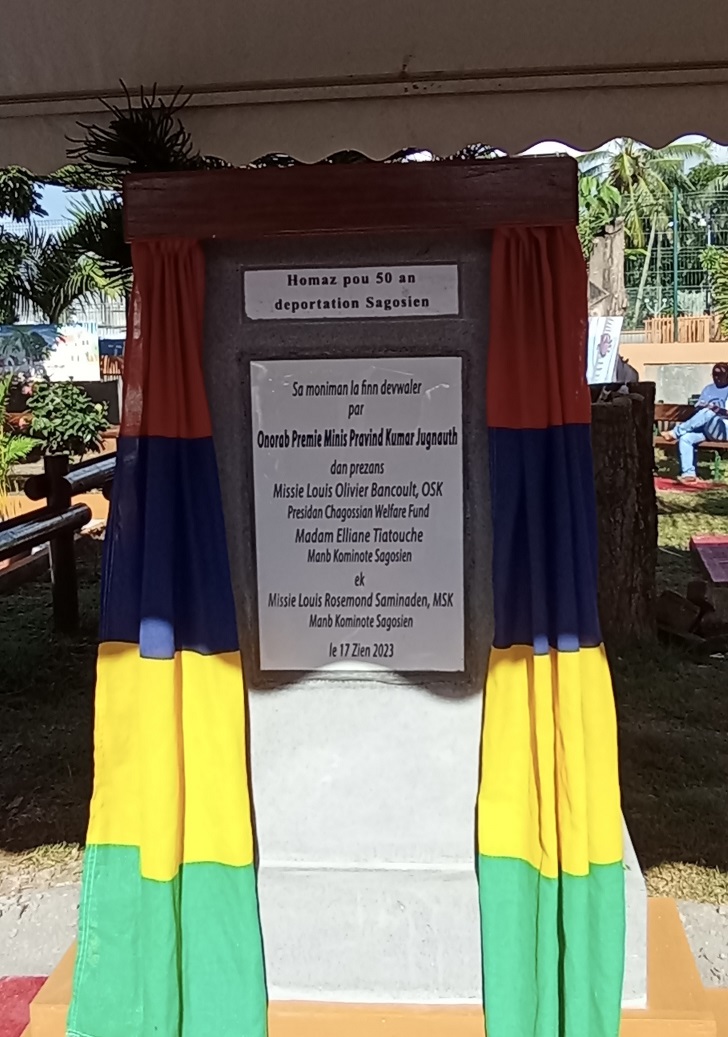 Homaz pou 50 an
deportation Sagosien
Sa moniman la finn devwaler
par
Onorab Premie Minis Pravind Kumar Jugnauth
dan prezans
Missie Louis Olivier Bancoult, OSK
Presidan Chagossian Welfare Fund
Madam Elliane Tiatouche
Manb Kominote Sagosien
ek
Missie Louis Rosemond Saminaden, MSK
Manb Kominote Sagosien
le 17 Zien 2023